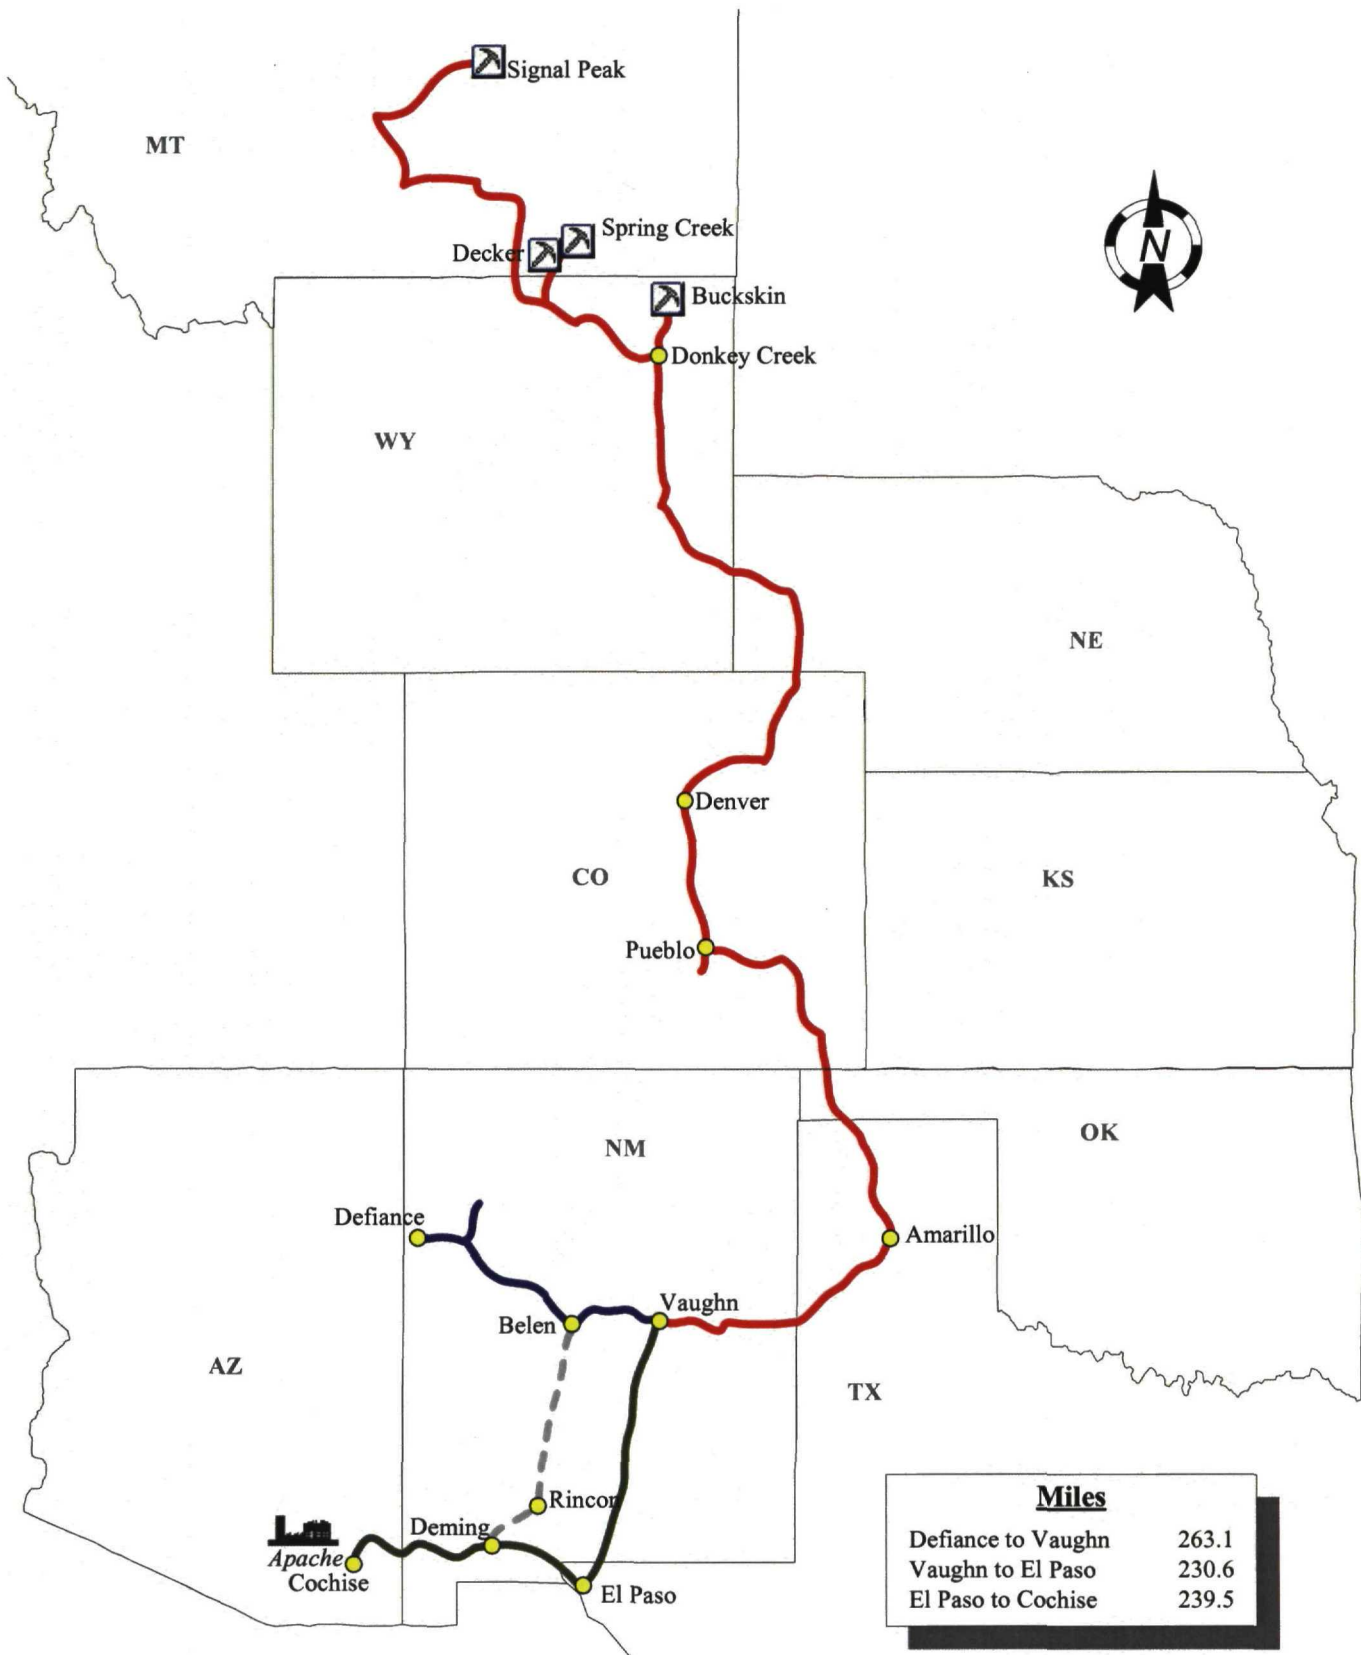 Signal Peak
MT
Spring Creek
Decker
N
Buckskin
Donkey Creek
WY
NE
Denver
CO
KS
Pueblo
OK
NM
Defiance
Amarillo
Vaughn
Belen
AZ
TX
Rincon
Deming
Apache
Cochise
El Paso
Miles
Defiance to Vaughn 263.1
Vaughn to El Paso 230.6
El Paso to Cochise 239.5